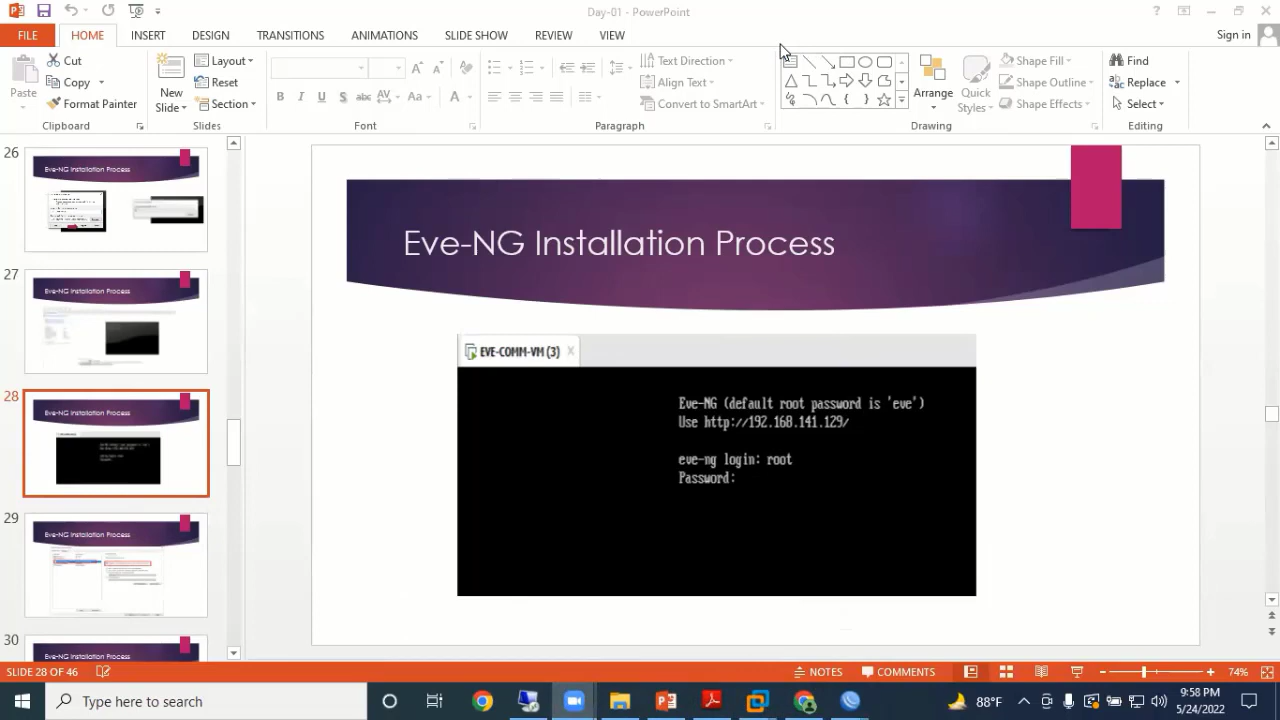 Day-01 - PowerPoint
?
FILE
HOME
INSERT
DESIGN
TRANSITIONS
ANIMATIONS
SLIDE SHOW
REVIEW
VIEW
Sign in
Paste
Cut
Copy
Format Painter
Clipboard
New
Slide
Layout
Reset
Section
Slides
B I U S abc AV Aa A
Font
Text Direction
Align Text
Convert to SmartArt
Paragraph
Arrange
Quick
Styles
Shape Fill
Shape Outline
Shape Effects
Drawing
Find
Replace
Select
Editing
26
Eve-NG Installation Process
27
Eve-NG Installation Process
28
Eve-NG Installation Process
29
Eve-NG Installation Process
30
Eve-NG Installation Process
Eve-NG Installation Process
EVE-COMM-VM (3)
Eve-NG (default root password is 'eve')
Use http://192.168.141.129/
eve-ng login: root
Password:
SLIDE 28 OF 46
NOTES
COMMENTS
74%
Type here to search
88°F
9:58 PM
5/24/2022